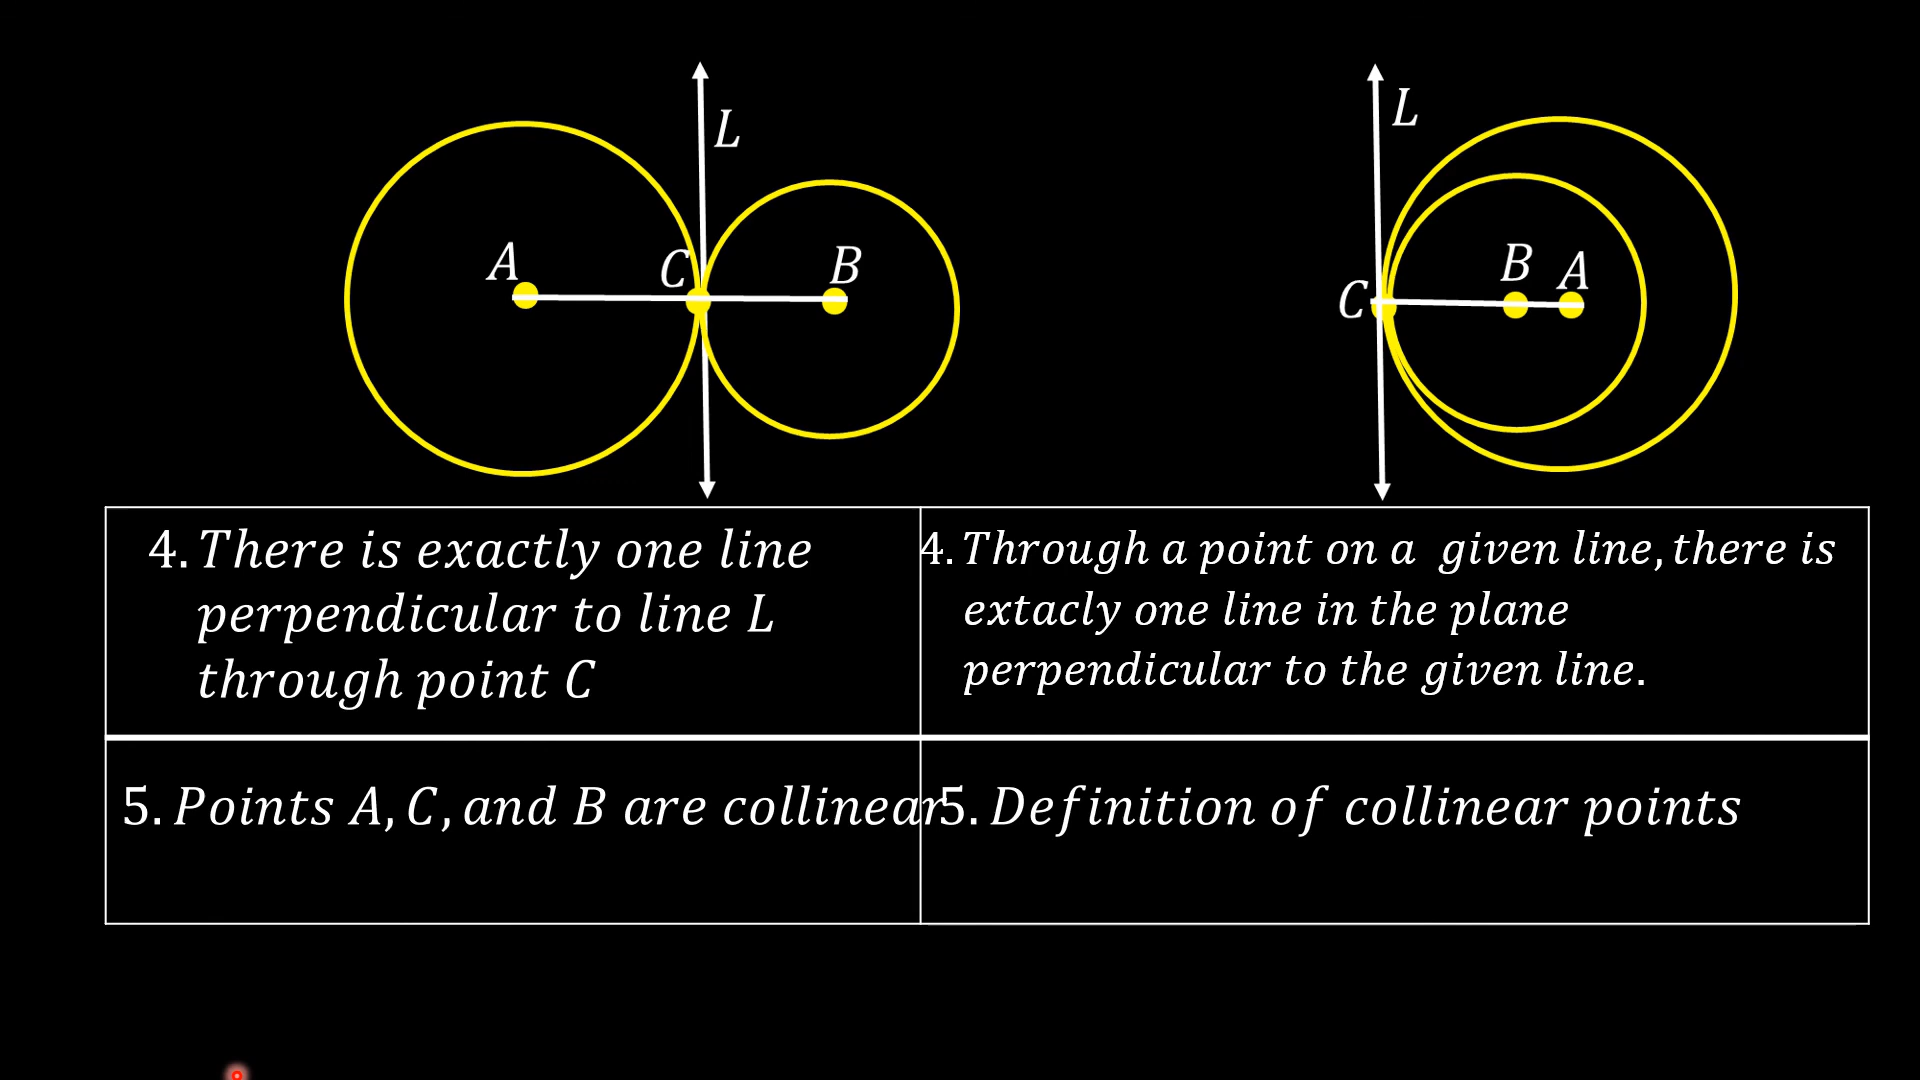 L
A
C
B
L
C
B
A
4. There is exactly one line
perpendicular to line L
through point C
4. Through a point on a given line, there is
extacly one line in the plane
perpendicular to the given line.
5. Points A, C, and B are collinear
5. Definition of collinear points